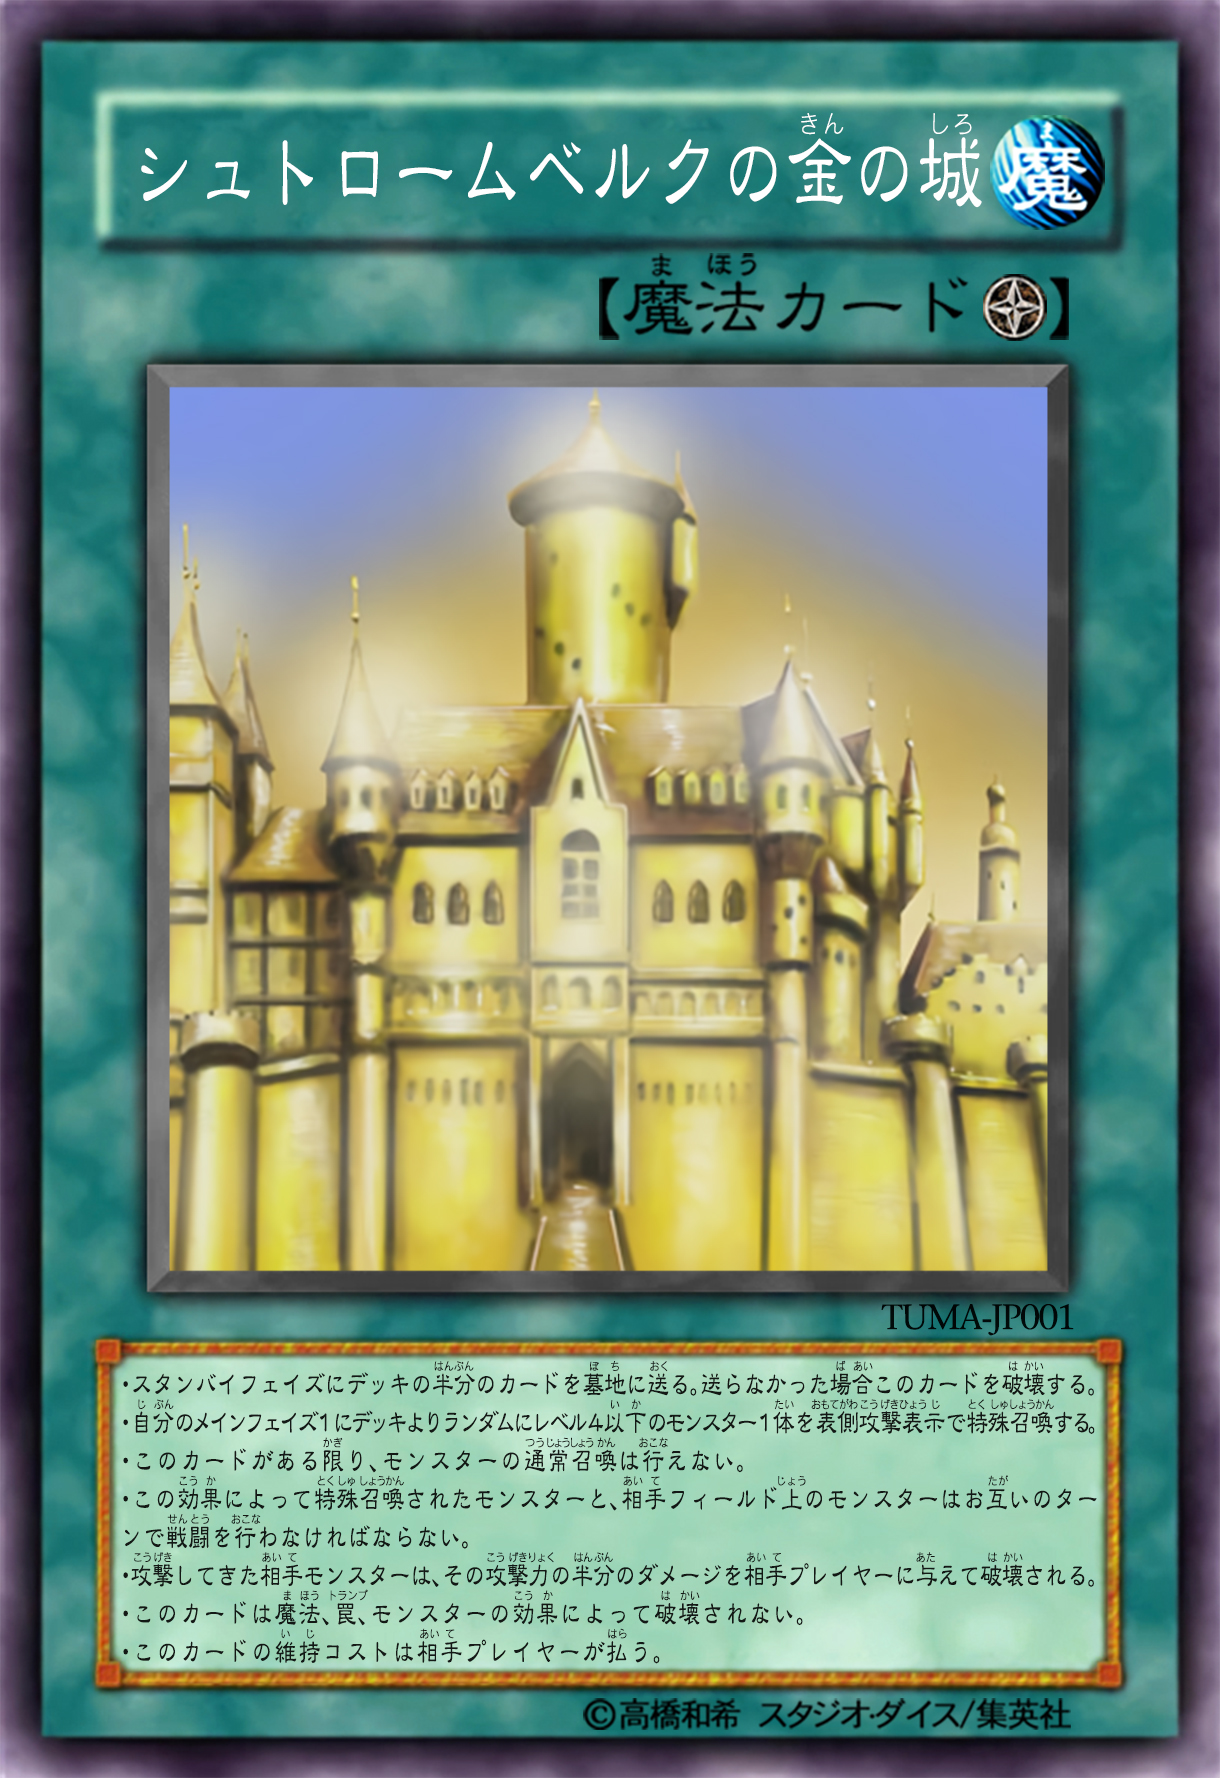 シュトロームベルクの金の城 魔
【魔法カード】
TUMA-JP001
・スタンバイフェイズにデッキの半分のカードを墓地に送る。送らなかった場合このカードを破壊する。
・自分のメインフェイズ1にデッキよりランダムにレベル4以下のモンスター1体を表側攻撃表示で特殊召喚する。
・このカードがある限り、モンスターの通常召喚は行えない。
・この効果によって特殊召喚されたモンスターと、相手フィールド上のモンスターはお互いのター
ンで戦闘を行わなければならない。
・攻撃してきた相手モンスターは、その攻撃力の半分のダメージを相手プレイヤーに与えて破壊される。
・このカードは魔法、罠、モンスターの効果によって破壊されない。
・このカードの維持コストは相手プレイヤーが払う。
©高橋和希 スタジオ・ダイス/集英社